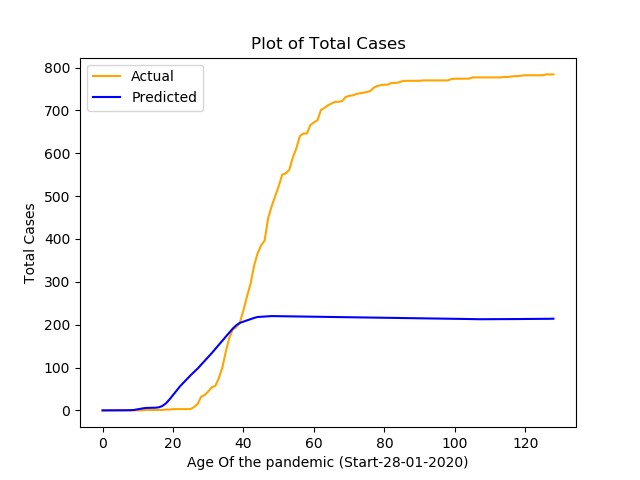 Plot of Total Cases
Actual
Predicted
800
700
600
500
400
300
200
100
0
Total Cases
0 20 40 60 80 100 120
Age Of the pandemic (Start-28-01-2020)